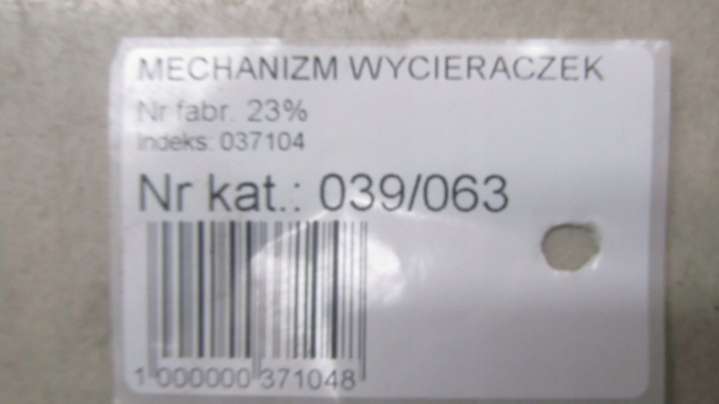 MECHANIZM WYCIERACZEK
Nr fabr. 23%
Indeks: 037104
Nr kat.: 039/063
1 000000 371048